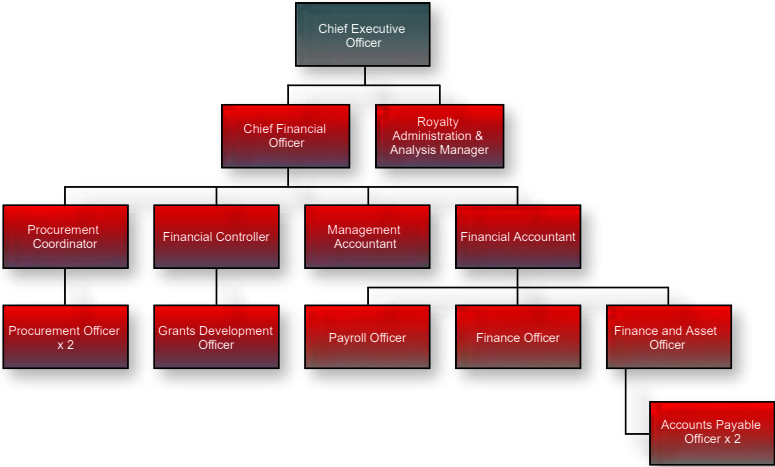 Chief Executive
Officer
Chief Financial
Officer
Royalty
Administration &
Analysis Manager
Procurement
Coordinator
Financial Controller
Management
Accountant
Financial Accountant
Procurement Officer
x 2
Grants Development
Officer
Payroll Officer
Finance Officer
Finance and Asset
Officer
Accounts Payable
Officer x 2